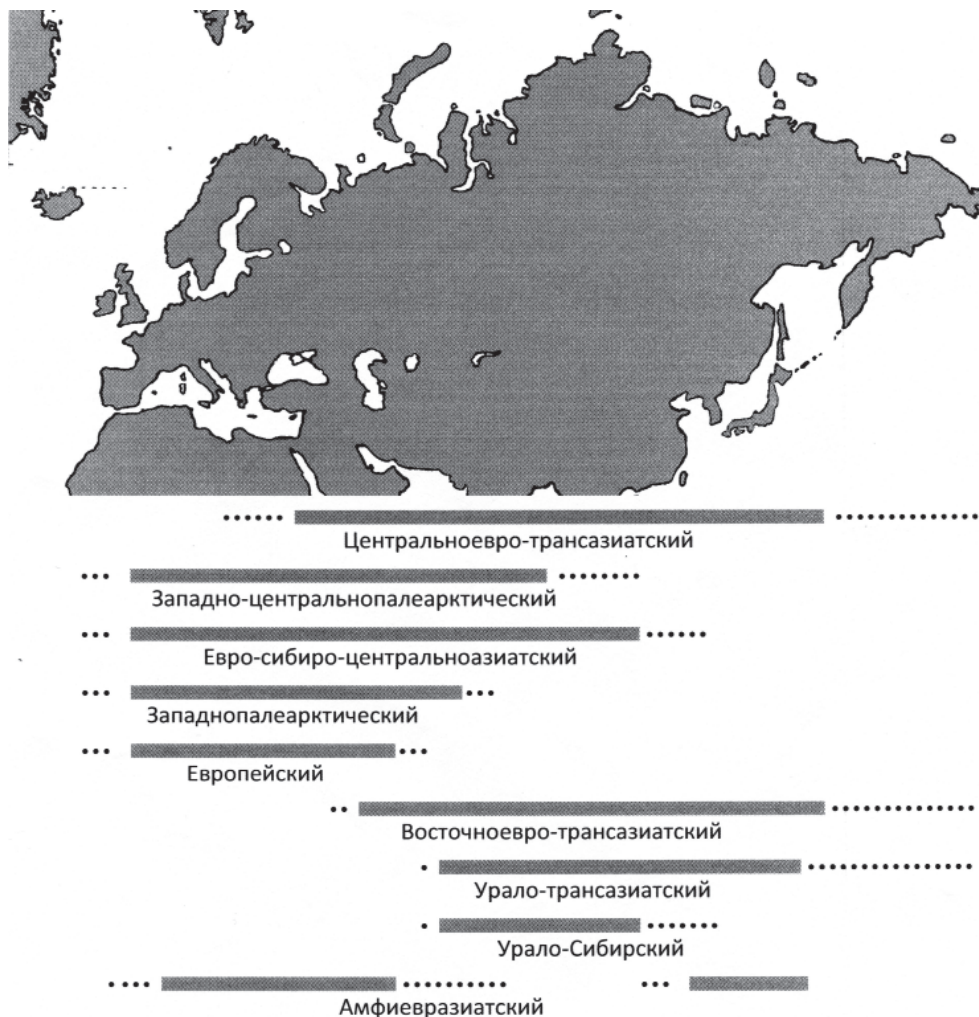 Центральноевро-трансазиатский
Западно-центральнопалеарктический
Евро-сибиро-центральноазиатский
Западнопалеарктический
Европейский
Восточноевро-трансазиатский
Урало-трансазиатский
Урало-Сибирский
Амфиевразиатский